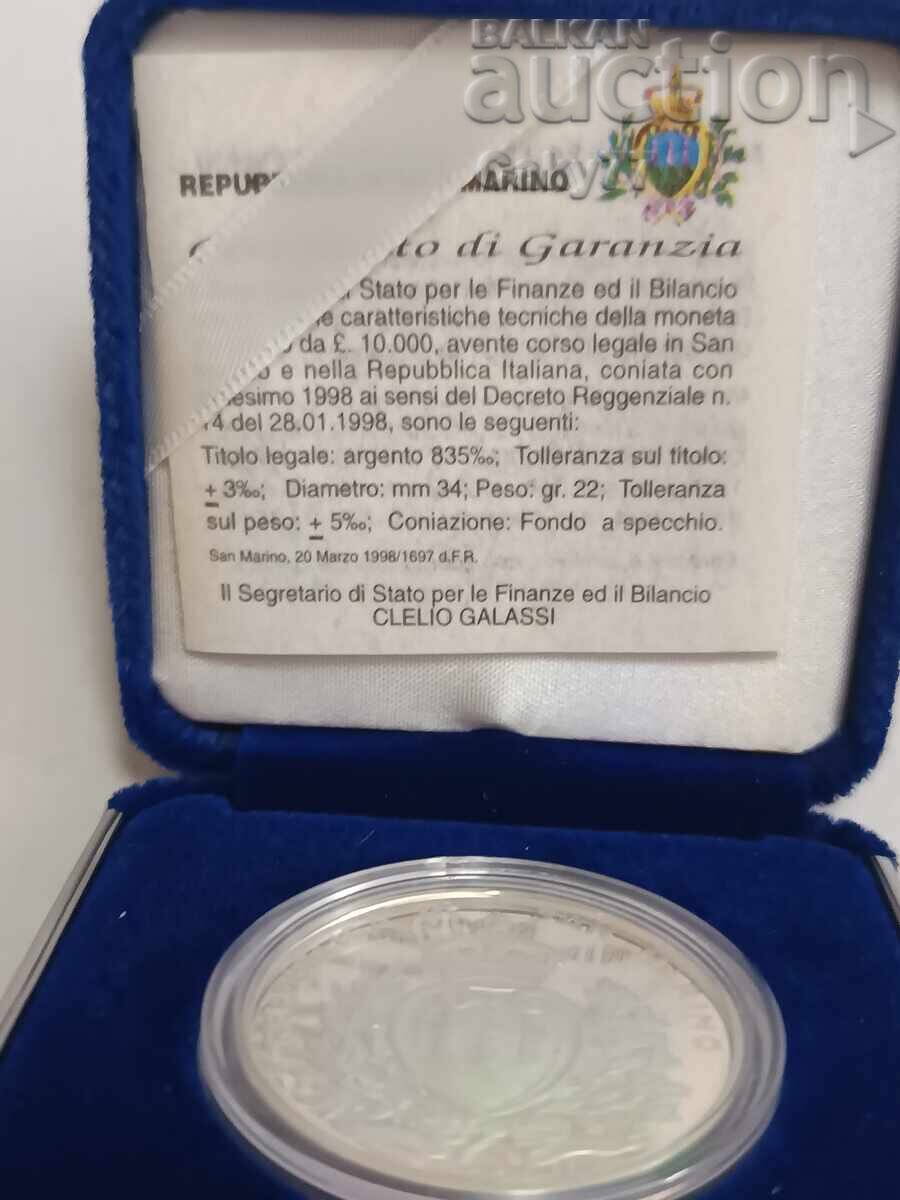 BALKAN
auction
REPUB MARINO
to di Garanzia
Stato per le Finanze ed il Bilancio
caratteristiche tecniche della moneta
da £. 10.000, avente corso legale in San
e nella Repubblica Italiana, coniata con
esimo 1998 ai sensi del Decreto Reggenziale n.
4 del 28.01.1998, sono le seguenti:
Titolo legale: argento 835‰; Tolleranza sul titolo:
± 3‰; Diametro: mm 34; Peso: gr. 22; Tolleranza
sul peso: ± 5‰; Coniazione: Fondo a specchio.
San Marino, 20 Marzo 1998/1697 d.F.R.
Il Segretario di Stato per le Finanze ed il Bilancio
CLELIO GALASSI